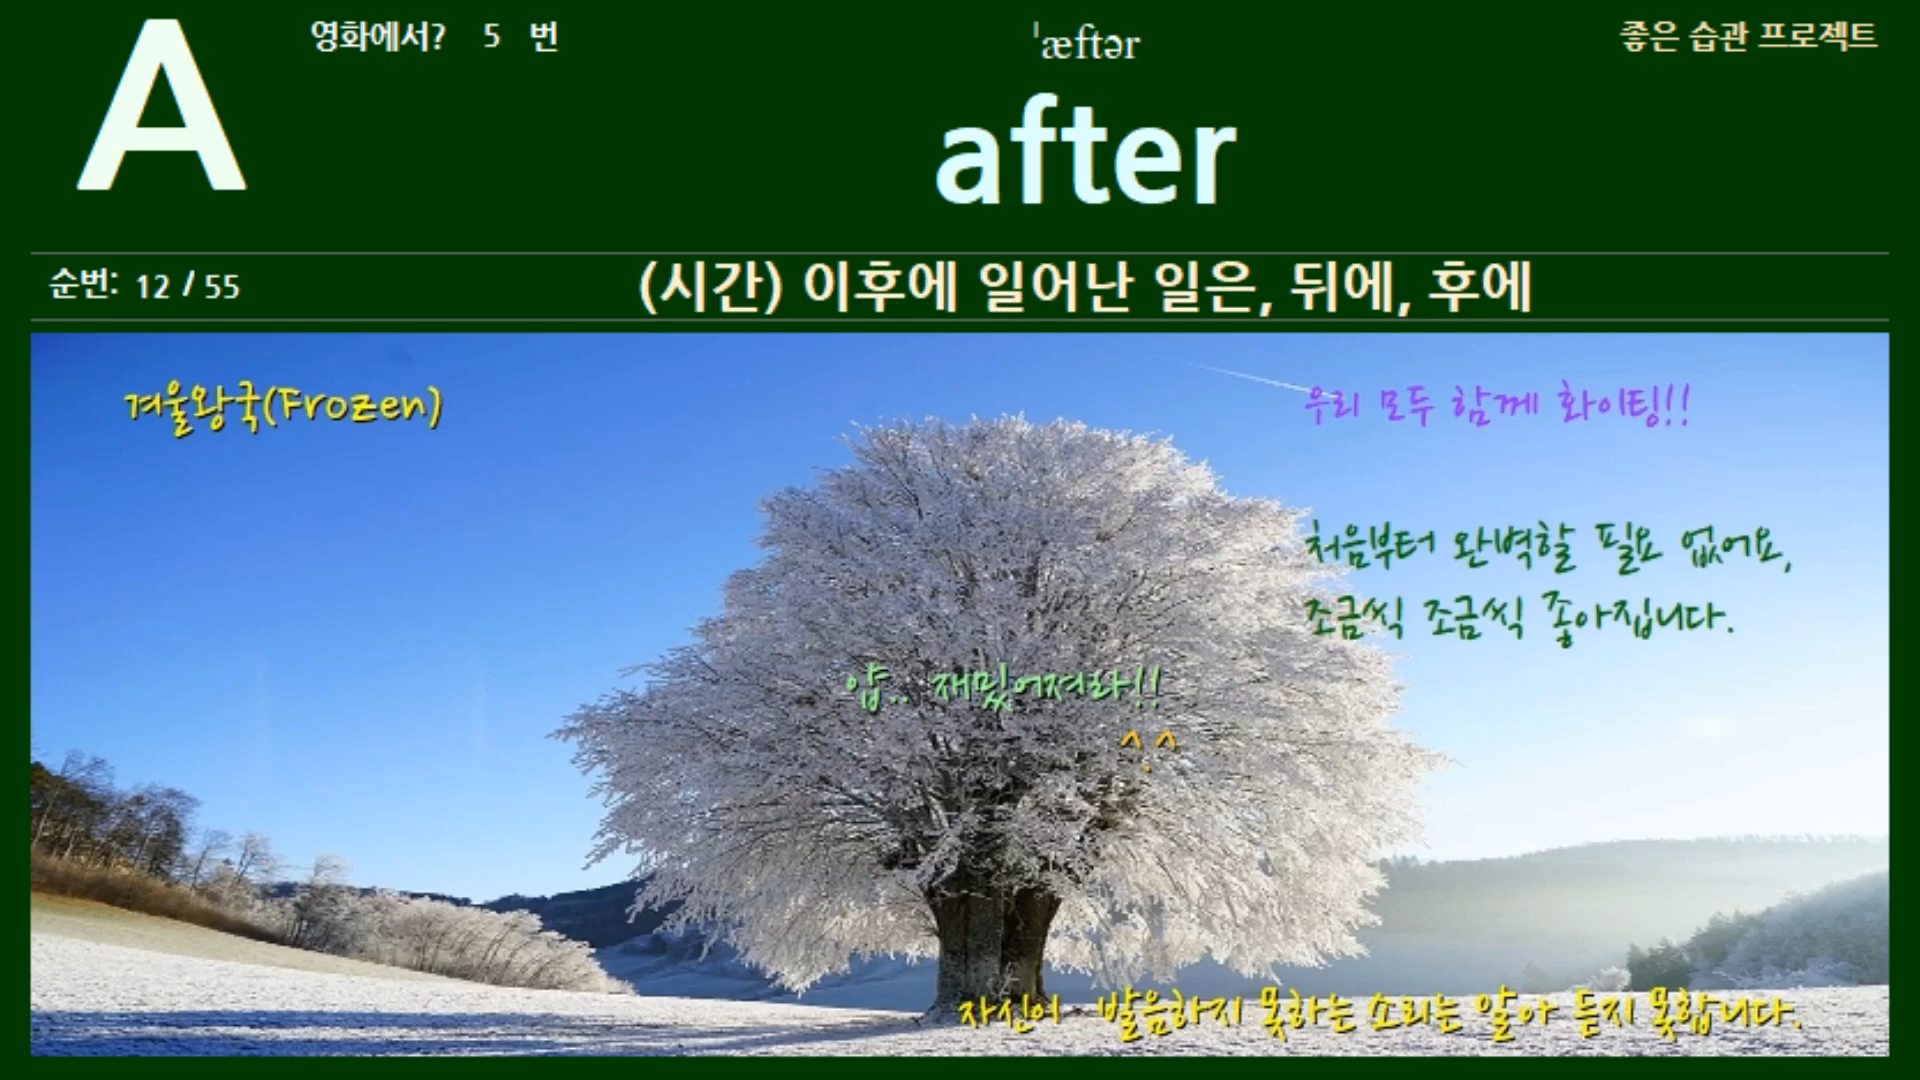 A
영화에서? 5 번
ˈæftər
좋은 습관 프로젝트
after
순번: 12 / 55
(시간) 이후에 일어난 일은, 뒤에, 후에
겨울왕국(Frozen)
우리 모두 함께 화이팅!!
처음부터 완벽할 필요 없어요,
조금씩 조금씩 좋아집니다.
얍.. 재밌어져라!!
^ ^
자신이 발음하지 못하는 소리는 알아 듣지 못합니다.